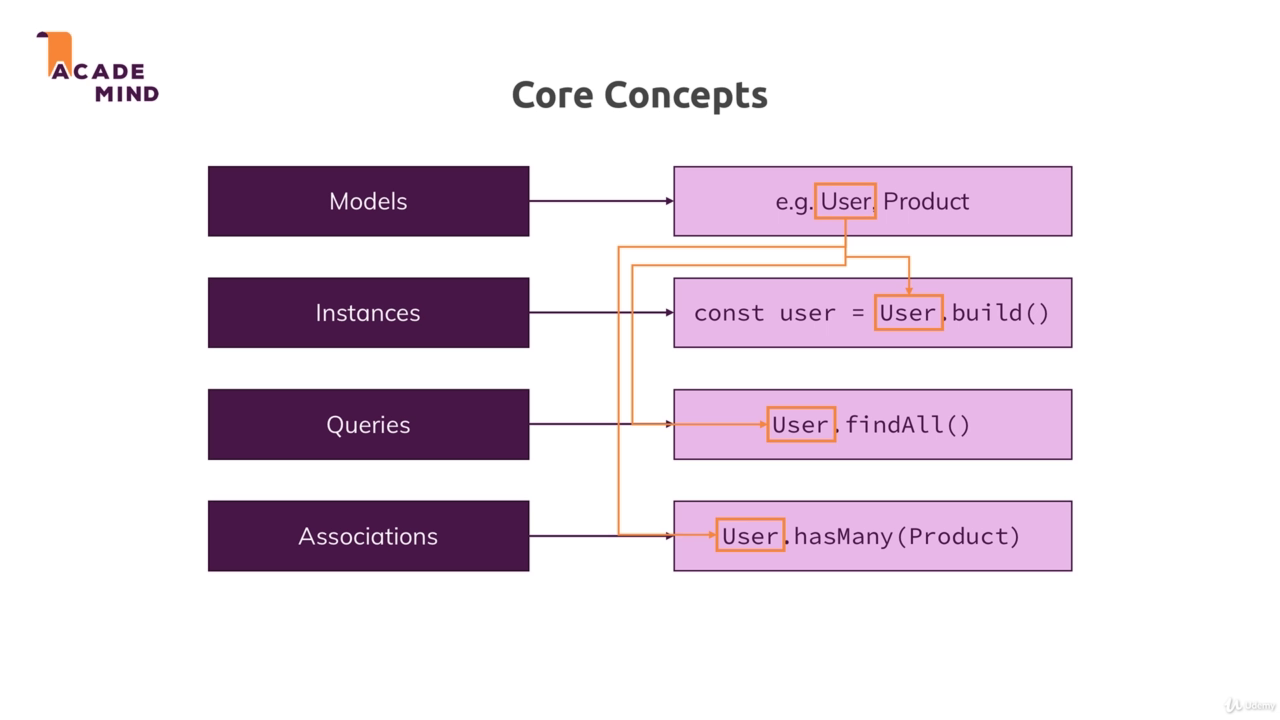 ACADE
MIND
Core Concepts
Models
e.g. User, Product
Instances
const user = User.build()
Queries
User.findAll()
Associations
User.hasMany(Product)
Udemy